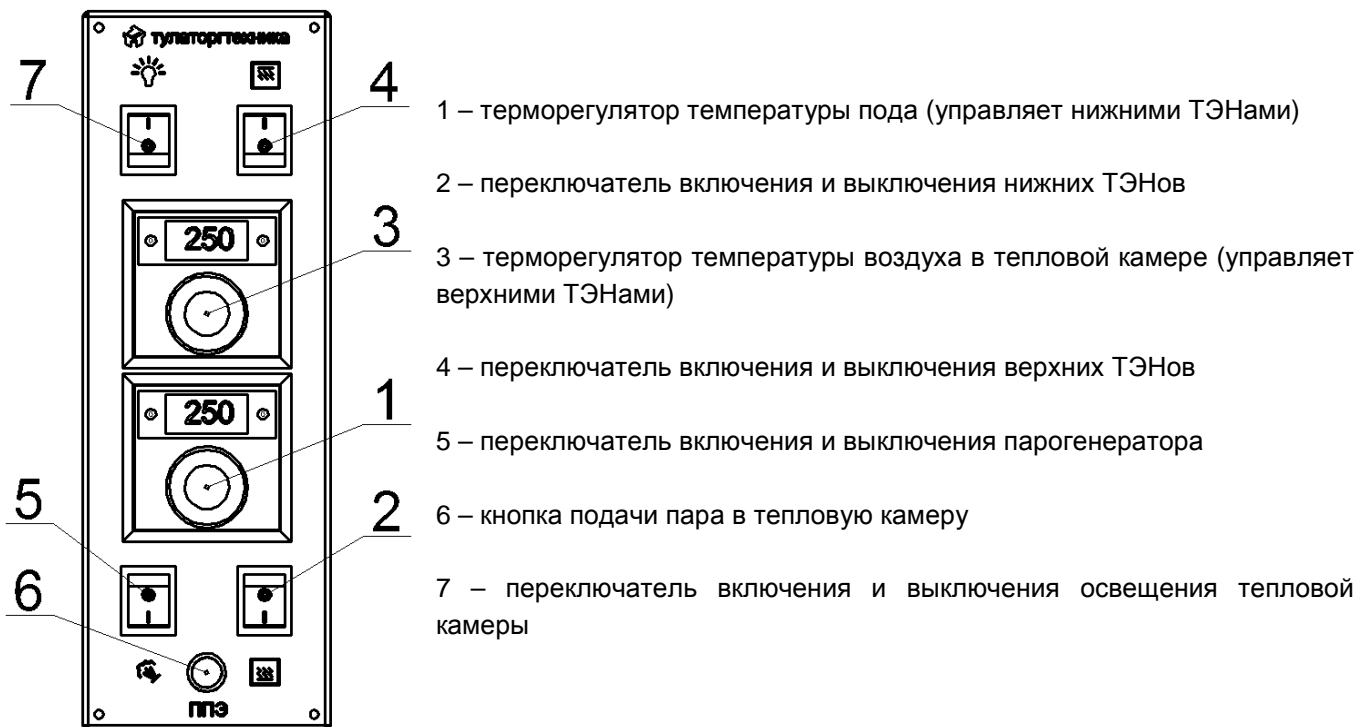 тулаторгтехника
7
4
1 – терморегулятор температуры пода (управляет нижними ТЭНами)
2 – переключатель включения и выключения нижних ТЭНов
250
3
3 – терморегулятор температуры воздуха в тепловой камере (управляет
верхними ТЭНами)
4 – переключатель включения и выключения верхних ТЭНов
250
1
5 – переключатель включения и выключения парогенератора
5
2
6 – кнопка подачи пара в тепловую камеру
6
7 – переключатель включения и выключения освещения тепловой
камеры
ППЭ